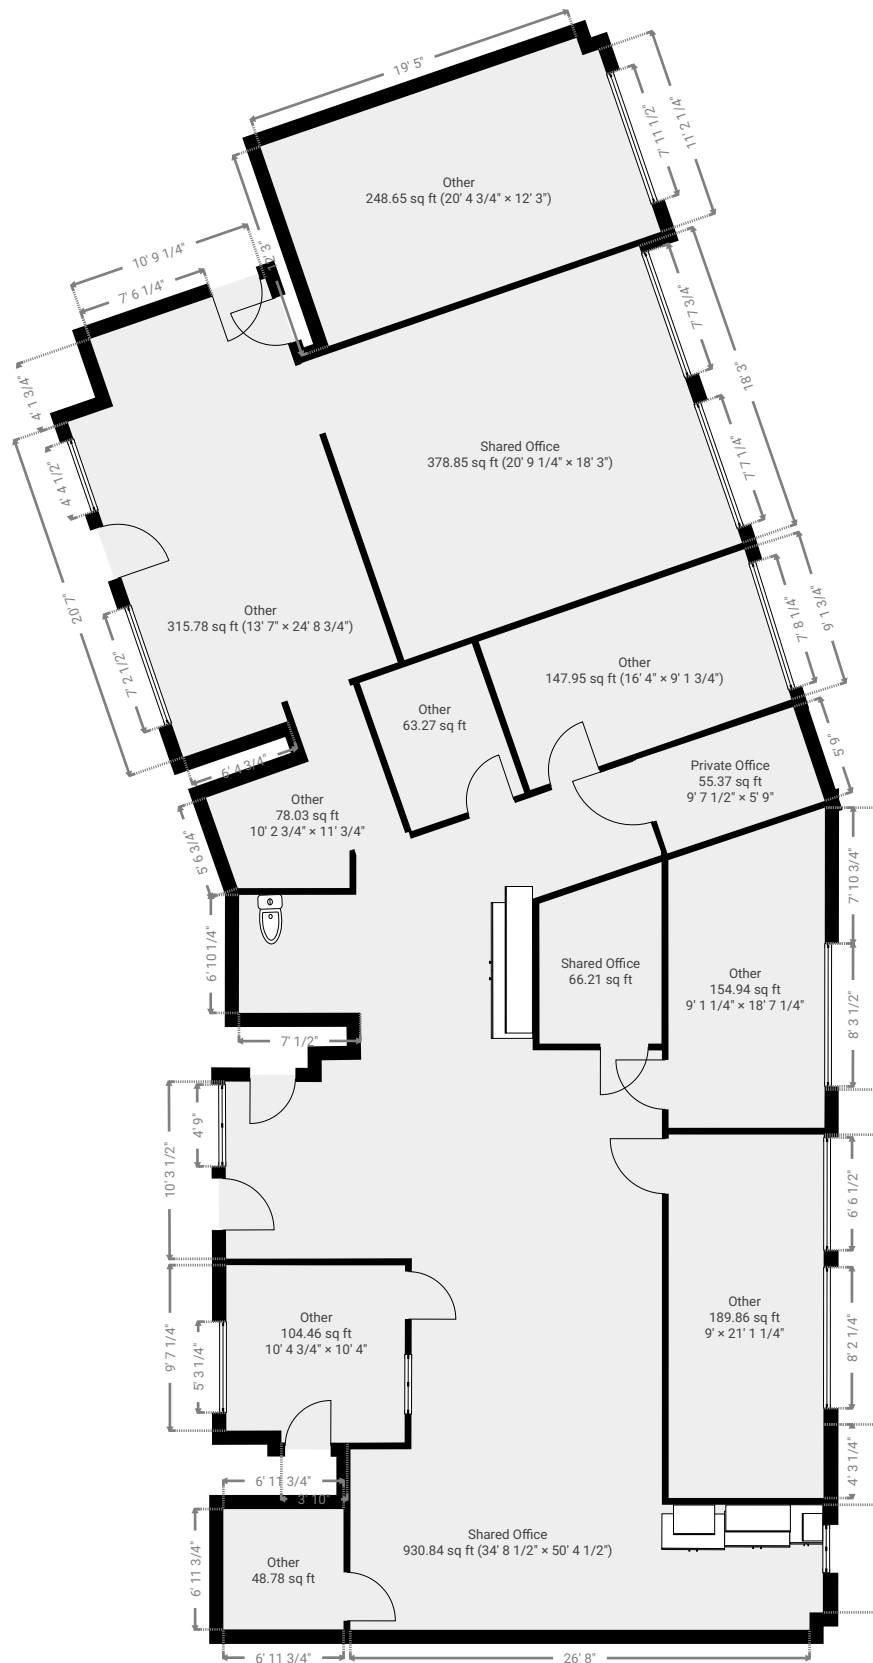 19' 5"
11' 2 1/4"
7' 11 1/2"
Other
248.65 sq ft (20' 4 3/4" × 12' 3")
10' 9 1/4"
12' 3"
7' 6 1/4"
7' 7 3/4"
18' 3"
4' 1 3/4"
Shared Office
378.85 sq ft (20' 9 1/4" × 18' 3")
7' 7 1/4"
4' 4 1/2"
20' 7"
Other
315.78 sq ft (13' 7" × 24' 8 3/4")
7' 8 1/4"
9' 1 3/4"
7' 2 1/2"
Other
147.95 sq ft (16' 4" × 9' 1 3/4")
Other
63.27 sq ft
5' 9"
6' 4 3/4"
Private Office
55.37 sq ft
9' 7 1/2" × 5' 9"
Other
78.03 sq ft
10' 2 3/4" × 11' 3/4"
5' 6 3/4"
7' 10 3/4"
6' 10 1/4"
Shared Office
66.21 sq ft
Other
154.94 sq ft
9' 1 1/4" × 18' 7 1/4"
8' 3 1/2"
7' 1/2"
4' 9"
10' 3 1/2"
6' 6 1/2"
Other
104.46 sq ft
10' 4 3/4" × 10' 4"
9' 7 1/4"
5' 3 1/4"
Other
189.86 sq ft
9' × 21' 1 1/4"
8' 2 1/4"
4' 3 1/4"
6' 11 3/4"
3' 10"
Shared Office
930.84 sq ft (34' 8 1/2" × 50' 4 1/2")
Other
48.78 sq ft
6' 11 3/4"
6' 11 3/4"
26' 8"